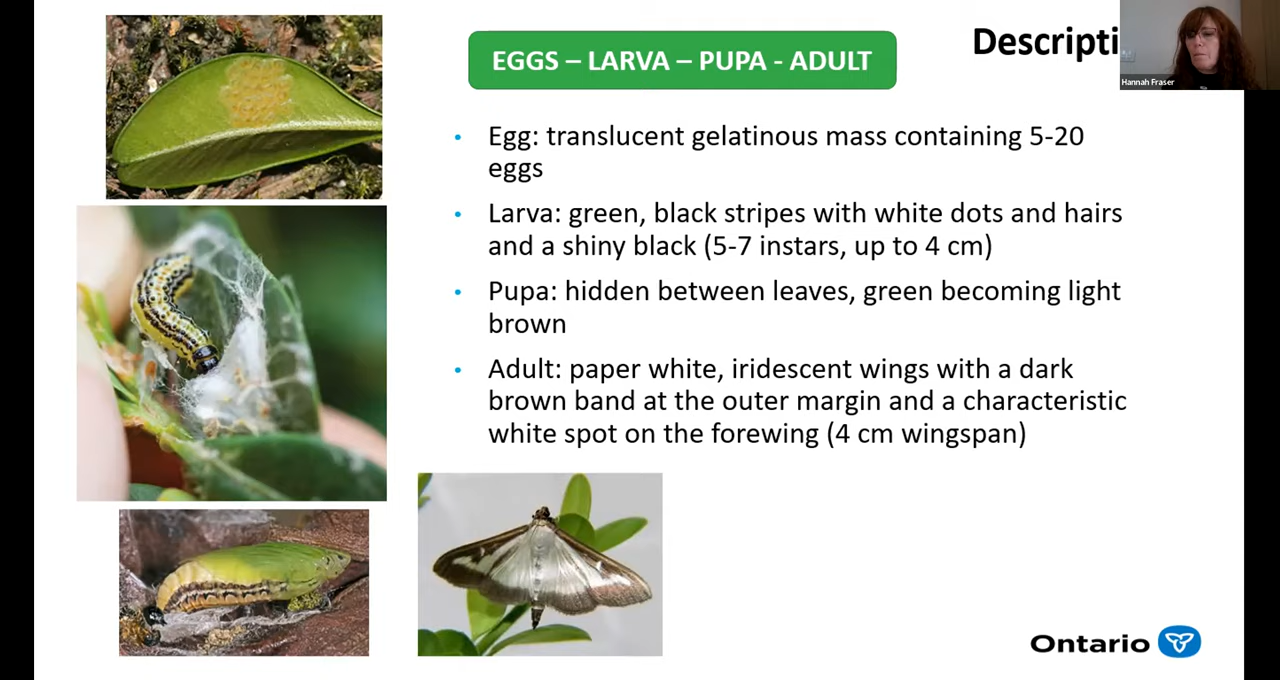 Descripti
Hannah Fraser
EGGS – LARVA – PUPA - ADULT
• Egg: translucent gelatinous mass containing 5-20
eggs
• Larva: green, black stripes with white dots and hairs
and a shiny black (5-7 instars, up to 4 cm)
• Pupa: hidden between leaves, green becoming light
brown
• Adult: paper white, iridescent wings with a dark
brown band at the outer margin and a characteristic
white spot on the forewing (4 cm wingspan)
Ontario